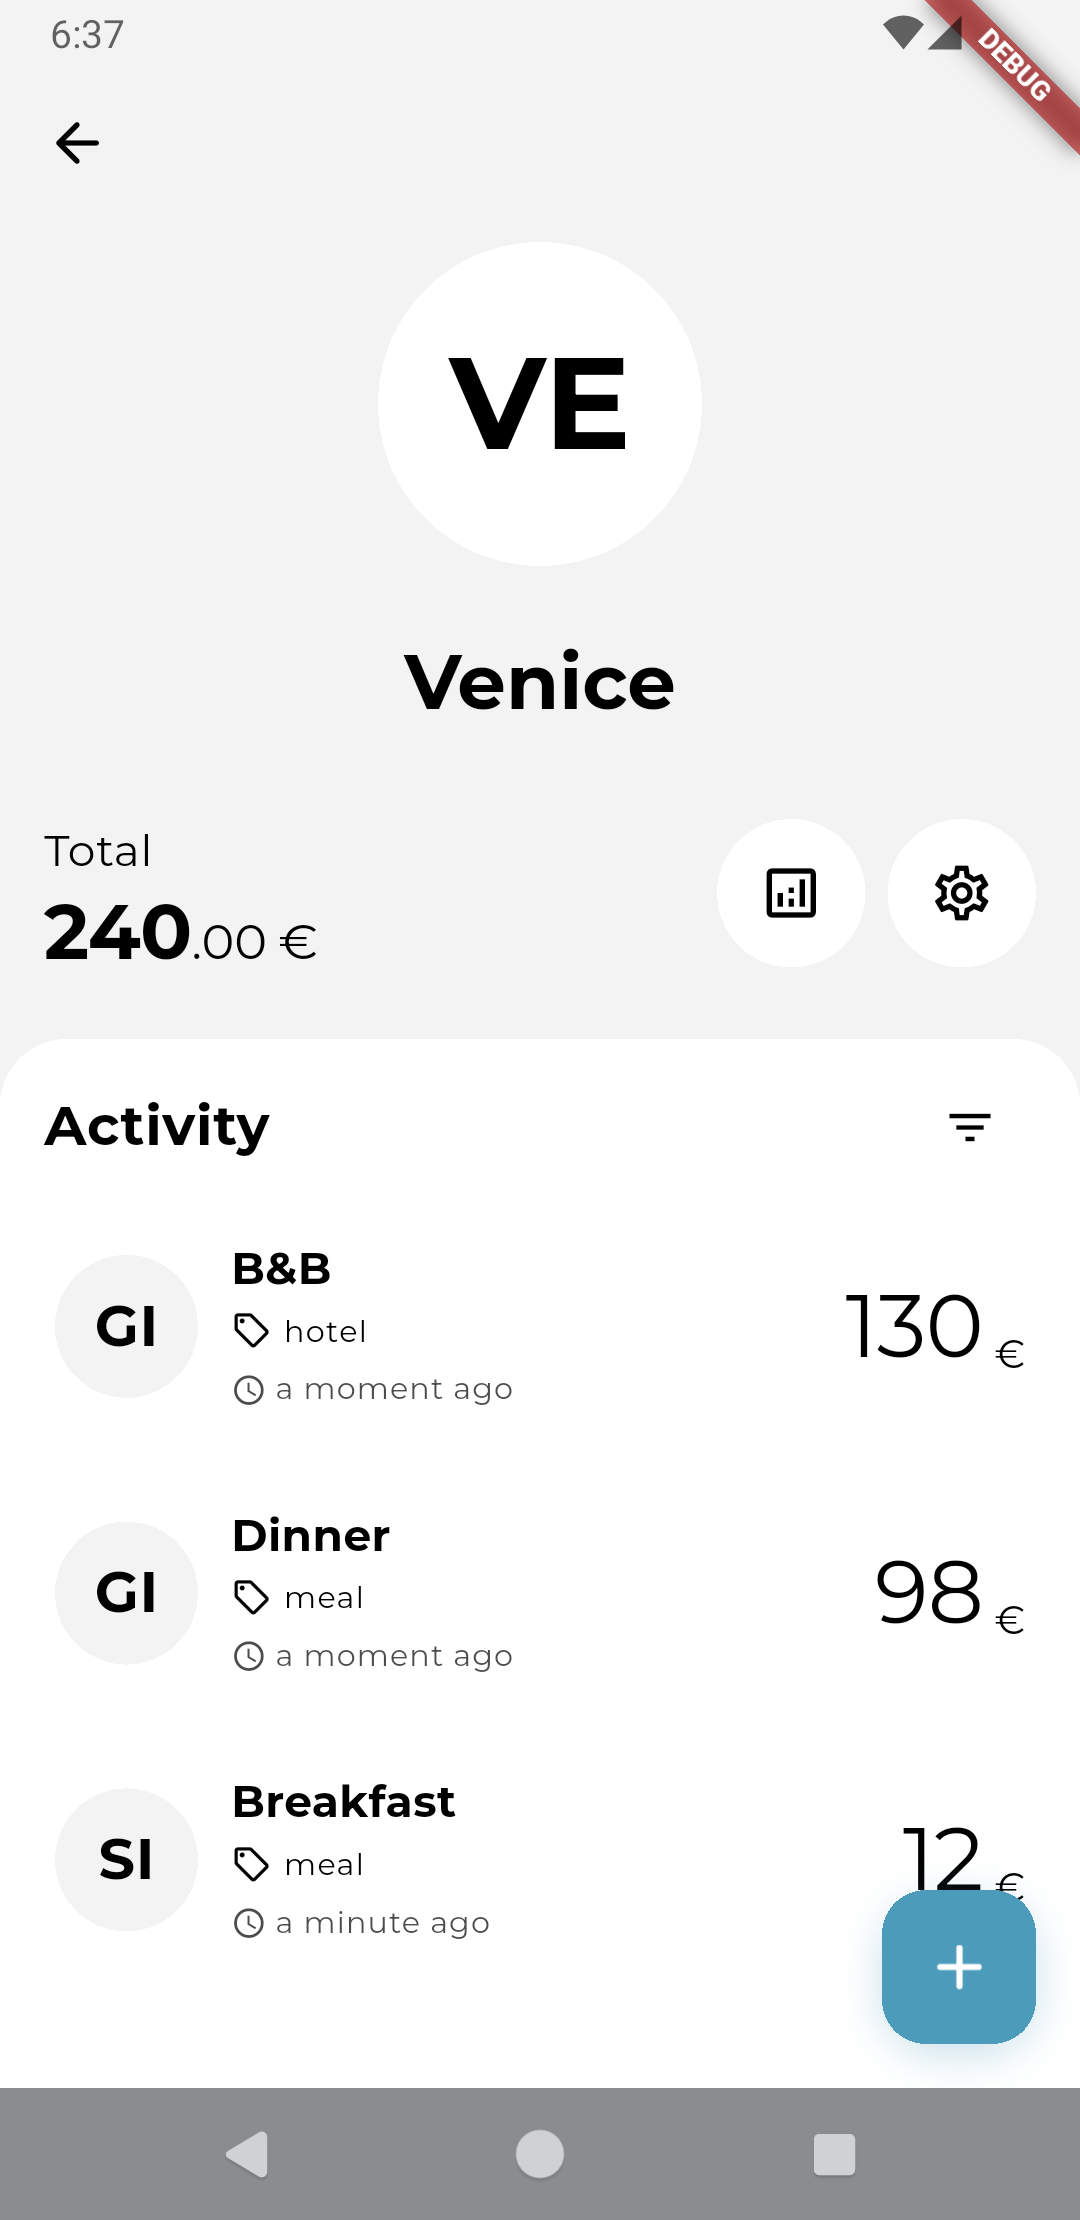 6:37
DEBUG
VE
Venice
Total
240.00 €
Activity
B&B
GI
hotel
130 €
a moment ago
Dinner
GI
meal
98 €
a moment ago
Breakfast
SI
meal
12 €
a minute ago